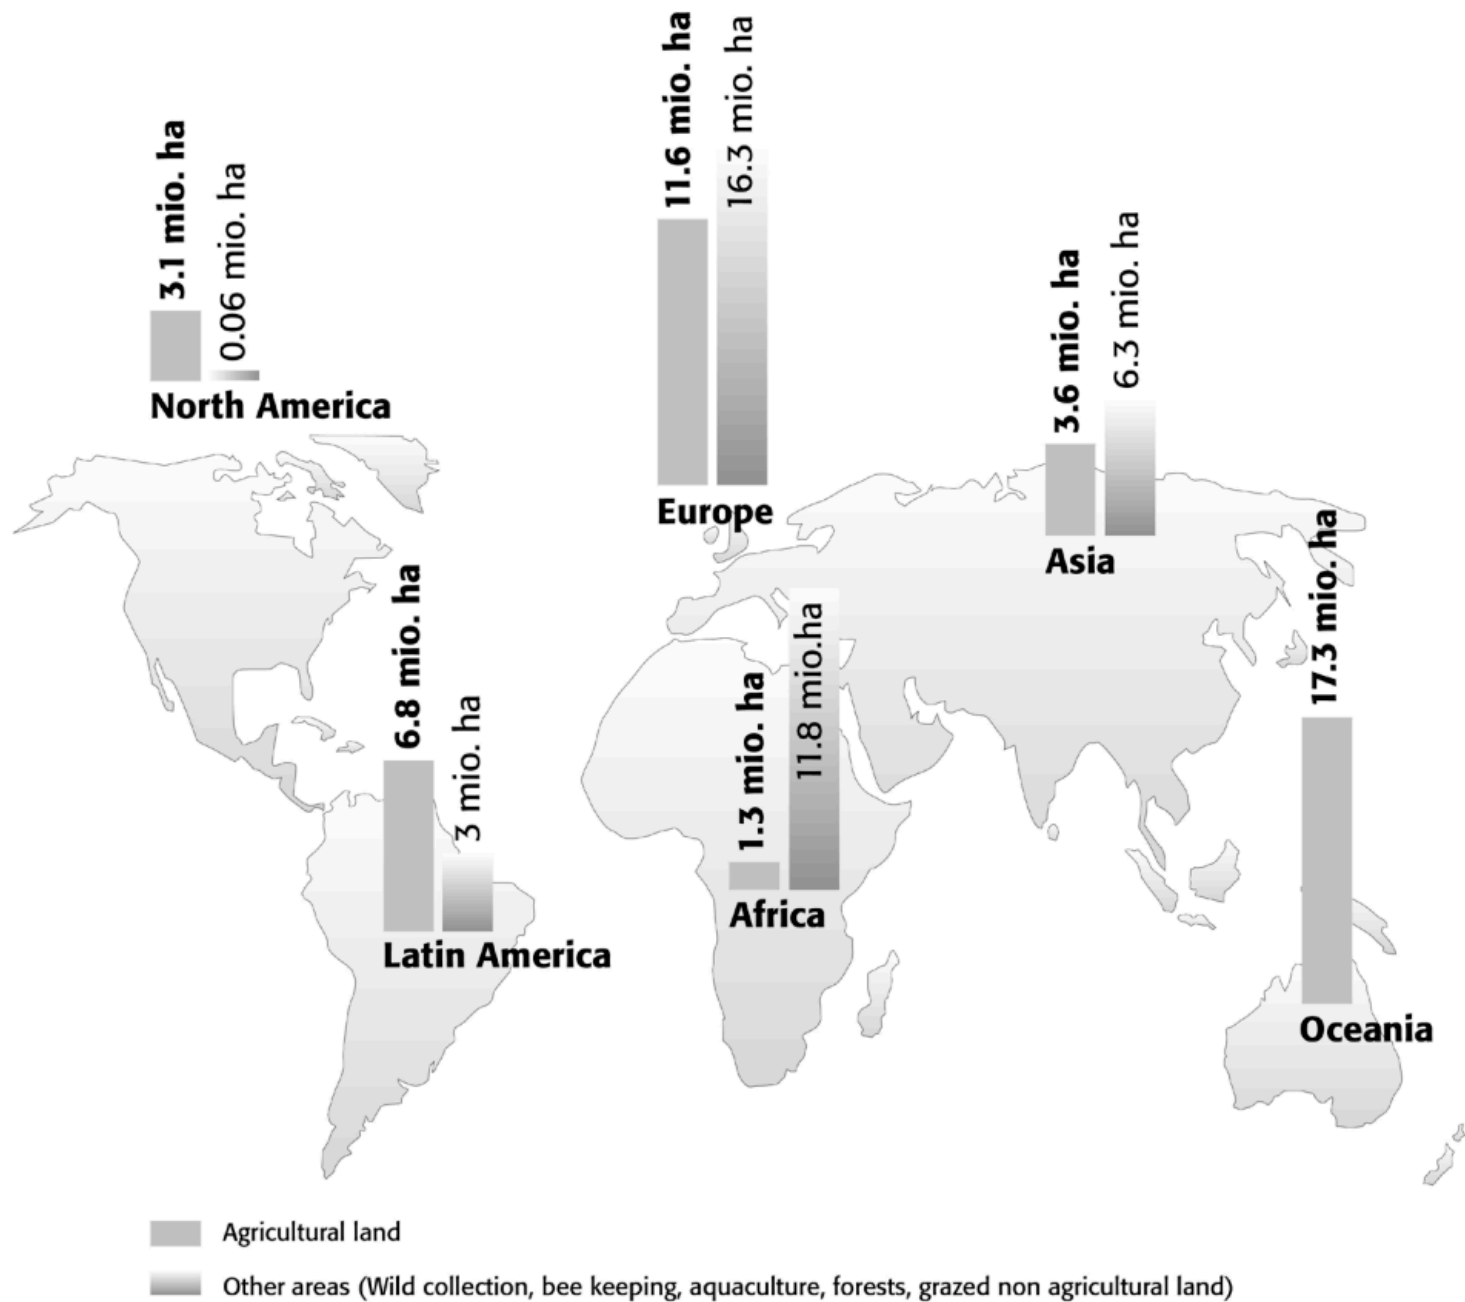 11.6 mio. ha
16.3 mio. ha
3.1 mio. ha
0.06 mio. ha
North America
3.6 mio. ha
6.3 mio. ha
Europe
Asia
6.8 mio. ha
3 mio. ha
Latin America
1.3 mio. ha
11.8 mio.ha
Africa
17.3 mio. ha
Oceania
Agricultural land
Other areas (Wild collection, bee keeping, aquaculture, forests, grazed non agricultural land)